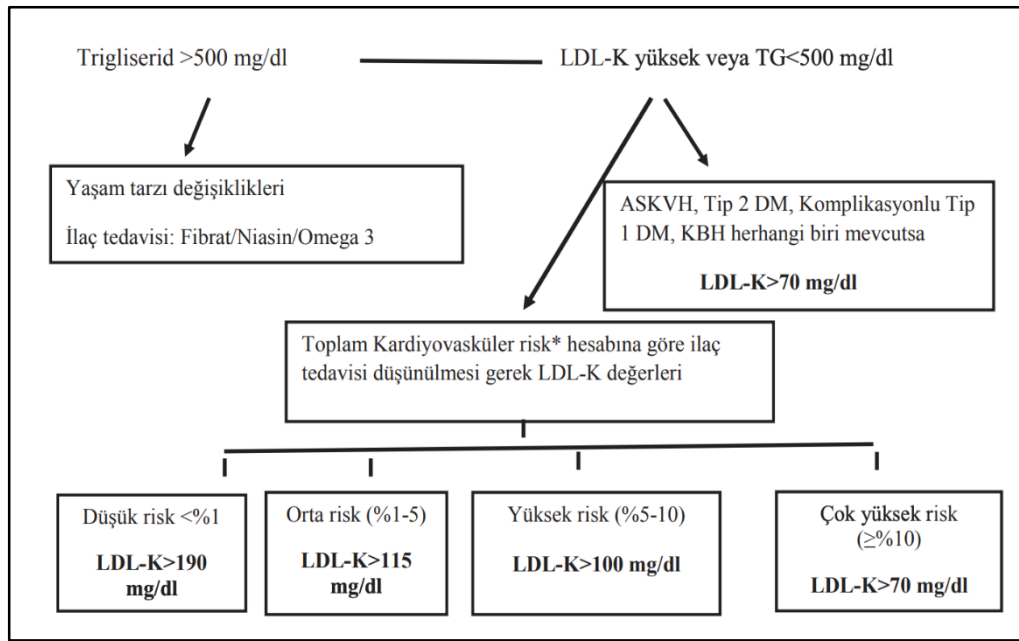 Trigliserid >500 mg/dl
LDL-K yüksek veya TG<500 mg/dl
Yaşam tarzı değişiklikleri
İlaç tedavisi: Fibrat/Niasin/Omega 3
ASKVH, Tip 2 DM, Komplikasyonlu Tip
1 DM, KBH herhangi biri mevcutsa
LDL-K>70 mg/dl
Toplam Kardiyovasküler risk* hesabına göre ilaç
tedavisi düşünülmesi gerek LDL-K değerleri
Düşük risk <%1
LDL-K>190
mg/dl
Orta risk (%1-5)
LDL-K>115
mg/dl
Yüksek risk (%5-10)
LDL-K>100 mg/dl
Çok yüksek risk
(≥%10)
LDL-K>70 mg/dl